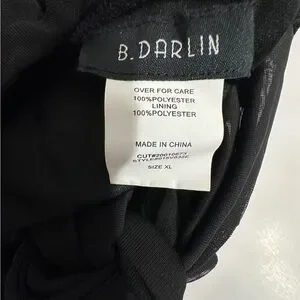 B.DARLIN
OVER FOR CARE
100%POLYESTER
LINING
100%POLYESTER
MADE IN CHINA
SIZE XL